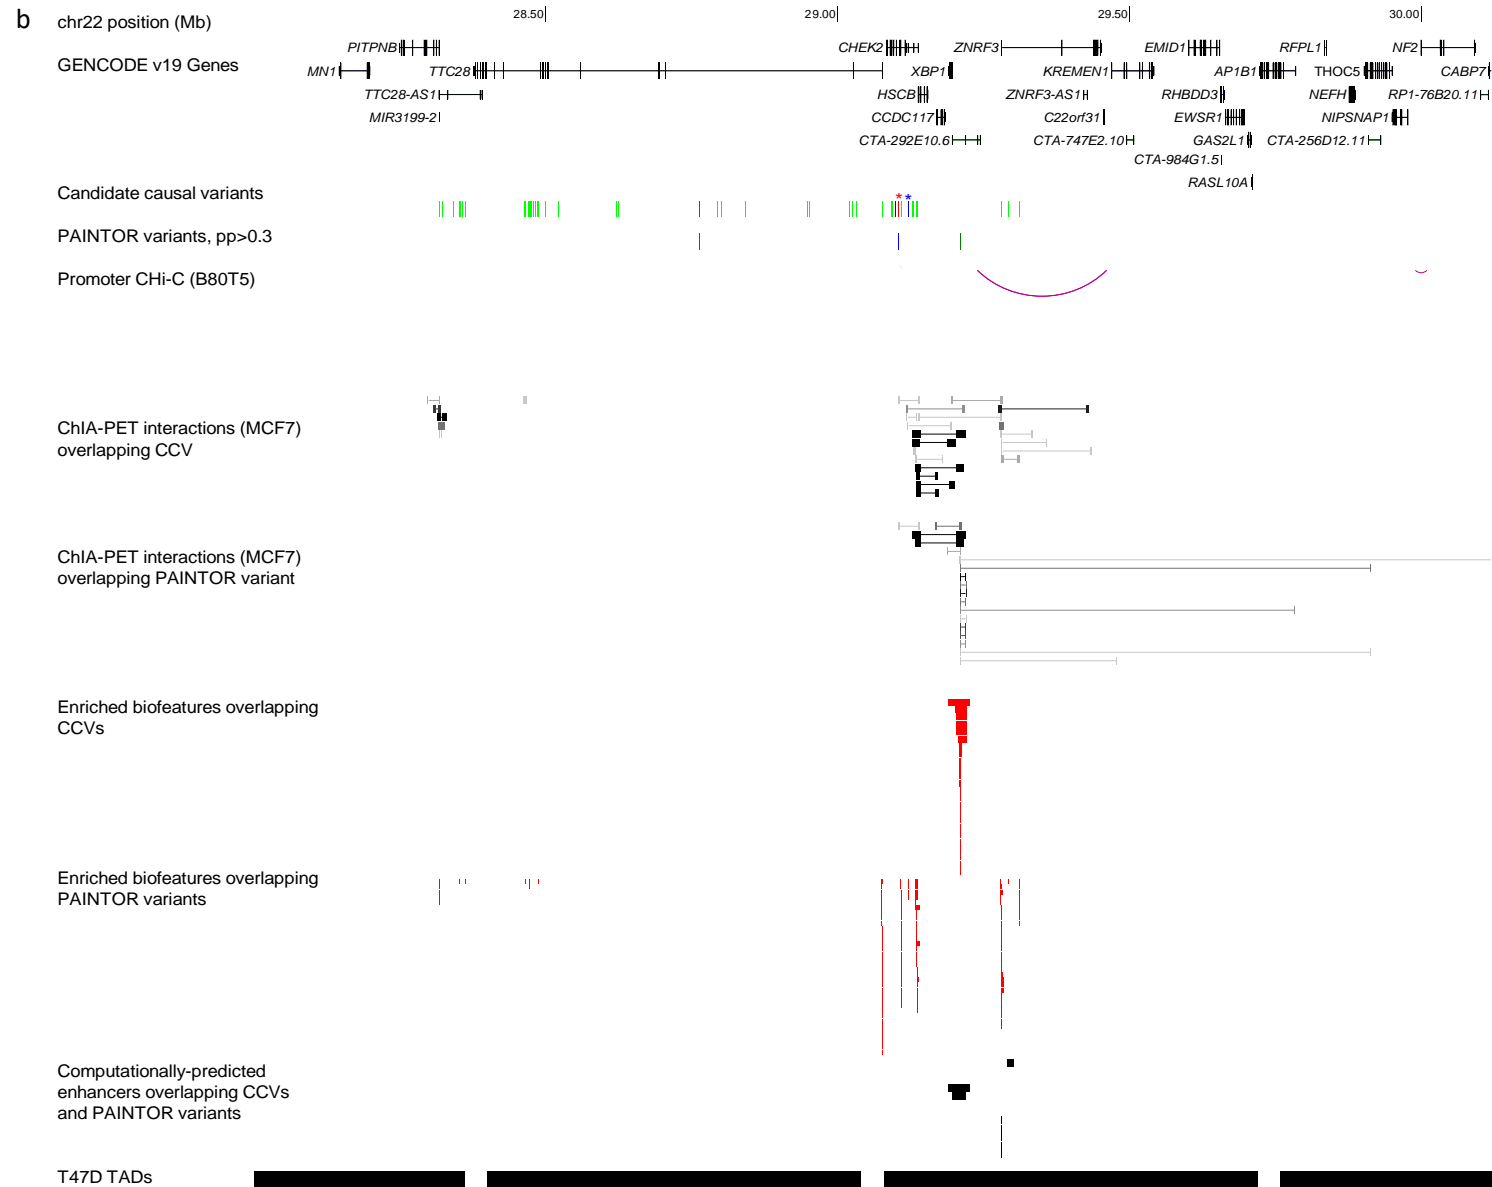 b
chr22 position (Mb)
28.50
29.00
29.50
30.00
GENCODE v19 Genes
PITPNB
CHEK2
ZNRF3
EMID1
RFPL1
NF2
MN1
TTC28
XBP1
KREMEN1
AP1B1
THOC5
CABP7
TTC28-AS1
HSCB
ZNRF3-AS1
RHBDD3
NEFH
RP1-76B20.11
MIR3199-2
CCDC117
C22orf31
EWSR1
NIPSNAP1
CTA-292E10.6
CTA-747E2.10
GAS2L1
CTA-256D12.11
CTA-984G1.5
RASL10A
Candidate causal variants
* *
PAINTOR variants, pp>0.3
Promoter CHi-C (B80T5)
ChIA-PET interactions (MCF7)
overlapping CCV
ChIA-PET interactions (MCF7)
overlapping PAINTOR variant
Enriched biofeatures overlapping
CCVs
Enriched biofeatures overlapping
PAINTOR variants
Computationally-predicted
enhancers overlapping CCVs
and PAINTOR variants
T47D TADs